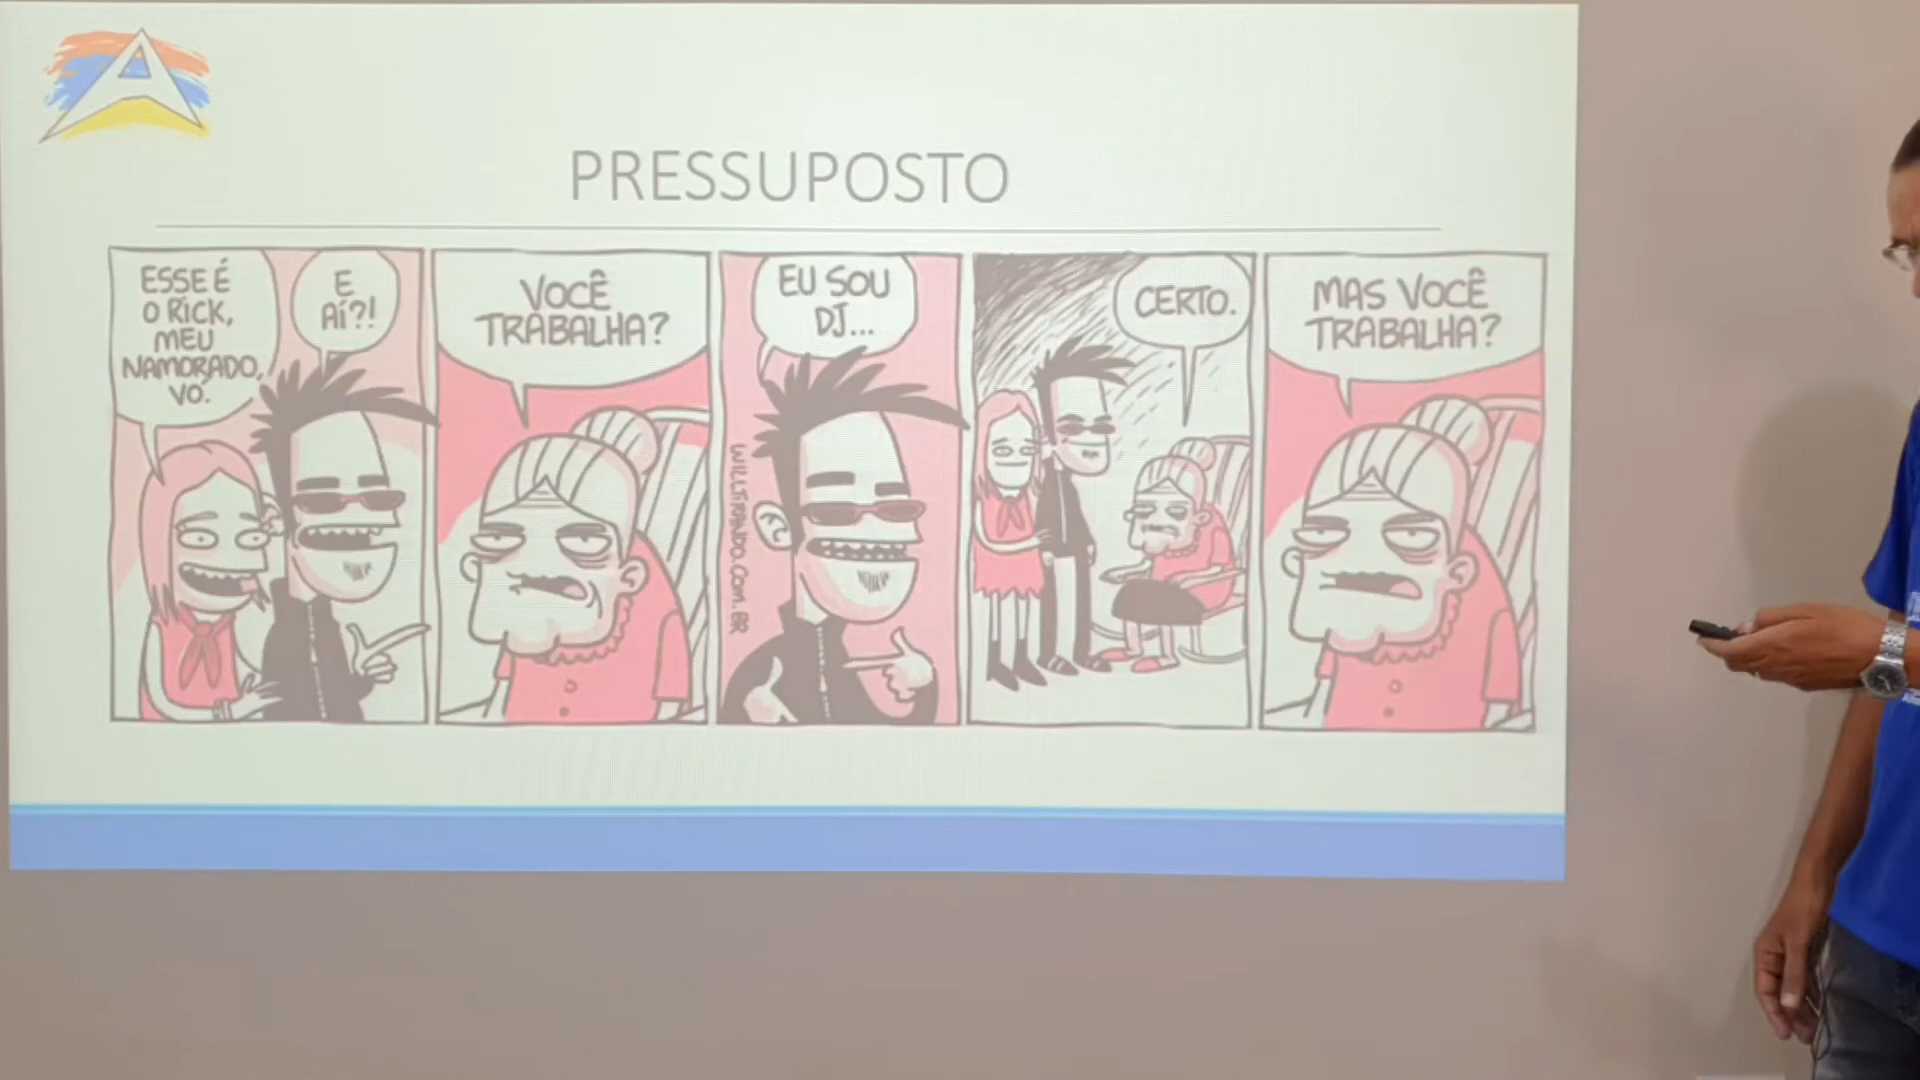 PRESSUPOSTO
ESSE É
O RICK,
MEU
NAMORADO,
VÓ.
E
AÍ?!
VOCÊ
TRABALHA?
EU SOU
DJ...
WILLTIRANDO.COM.BR
CERTO.
MAS VOCÊ
TRABALHA?